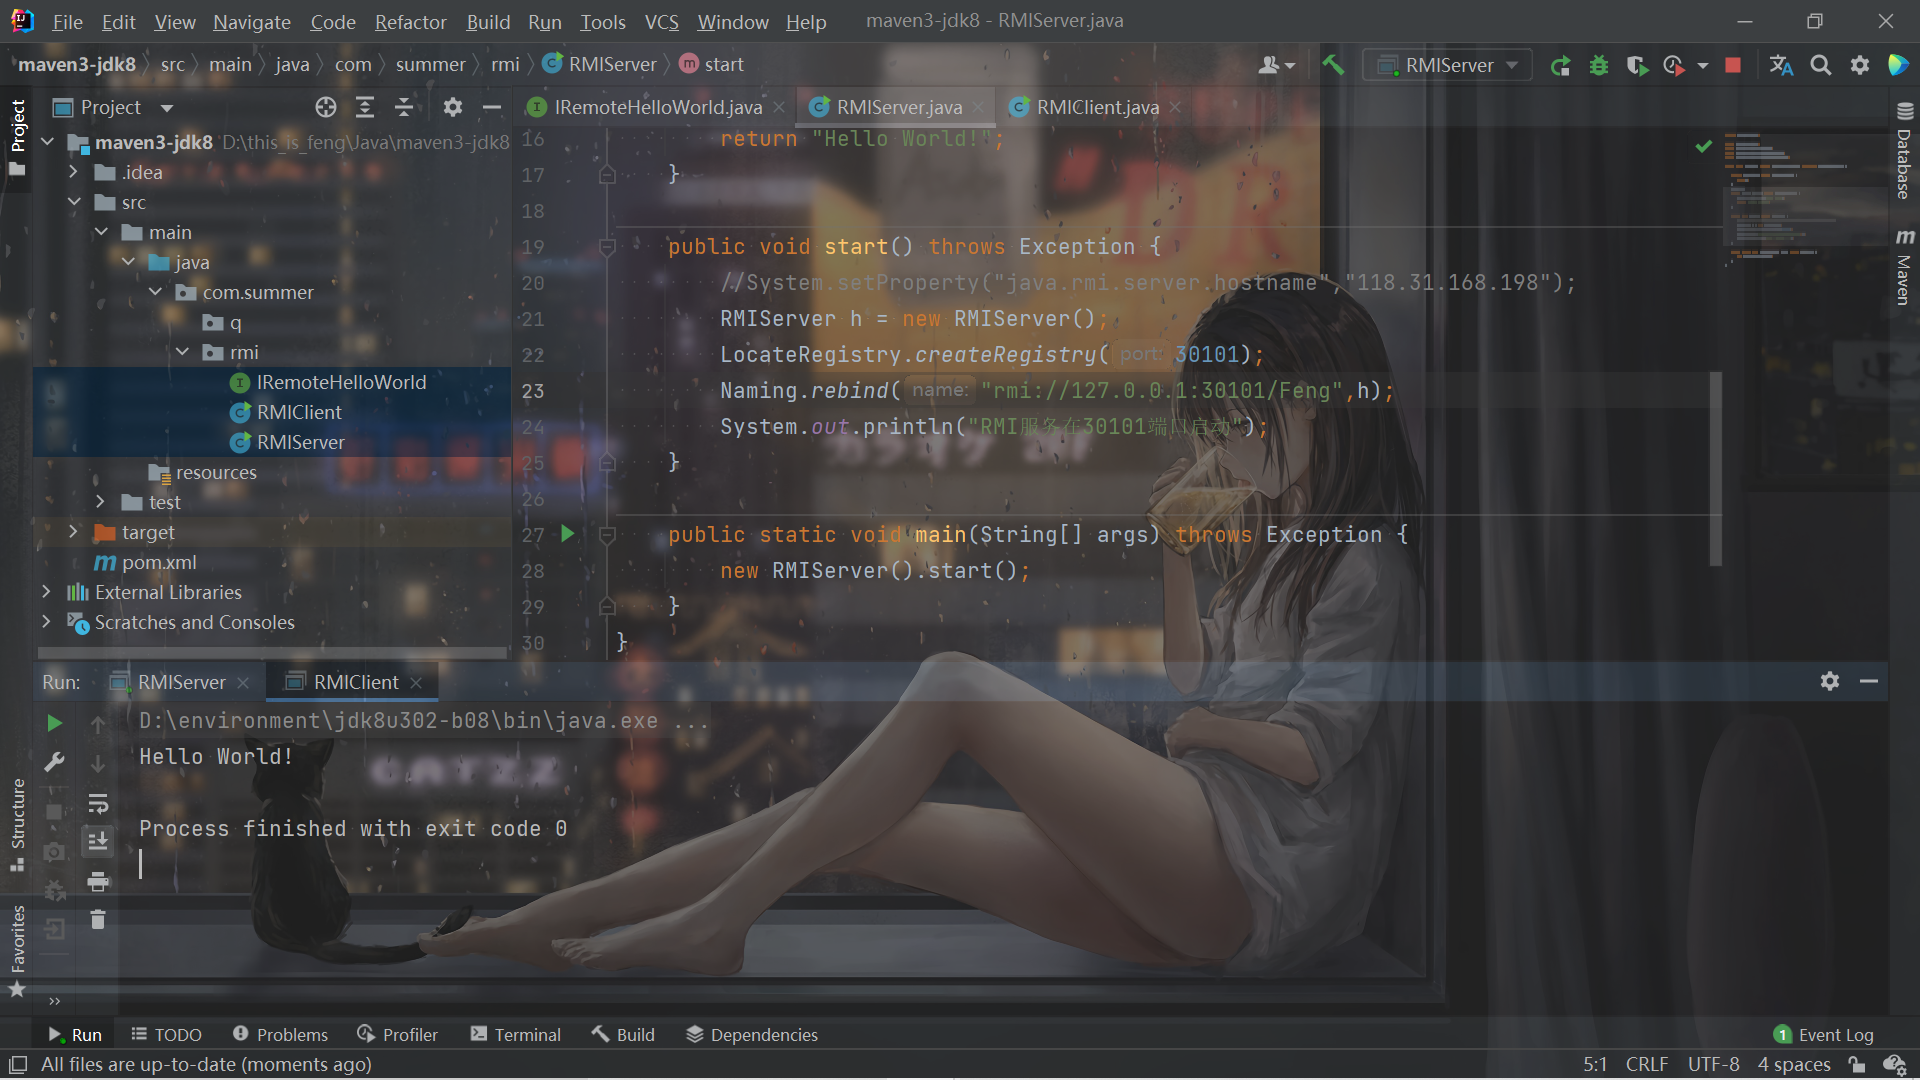 File Edit View Navigate Code Refactor Build Run Tools VCS Window Help maven3-jdk8 - RMIServer.java
maven3-jdk8 src main java com summer rmi RMIServer start RMIServer
Project IRemoteHelloWorld.java RMIServer.java RMIClient.java
Project
maven3-jdk8 D:\this_is_feng\Java\maven3-jdk8
.idea
src
main
java
com.summer
q
rmi
IRemoteHelloWorld
RMIClient
RMIServer
resources
test
target
pom.xml
External Libraries
Scratches and Consoles
16 return "Hello World!";
17 }
18
19 public void start() throws Exception {
20 //System.setProperty("java.rmi.server.hostname","118.31.168.198");
21 RMIServer h = new RMIServer();
22 LocateRegistry.createRegistry( port: 30101);
23 Naming.rebind( name: "rmi://127.0.0.1:30101/Feng",h);
24 System.out.println("RMI服务在30101端口启动");
25 }
26
27 public static void main(String[] args) throws Exception {
28 new RMIServer().start();
29 }
30 }
Database
Maven
Run: RMIServer RMIClient
D:\environment\jdk8u302-b08\bin\java.exe ...
Hello World!
Process finished with exit code 0
Structure
Favorites
Run TODO Problems Profiler Terminal Build Dependencies 1 Event Log
All files are up-to-date (moments ago) 5:1 CRLF UTF-8 4 spaces